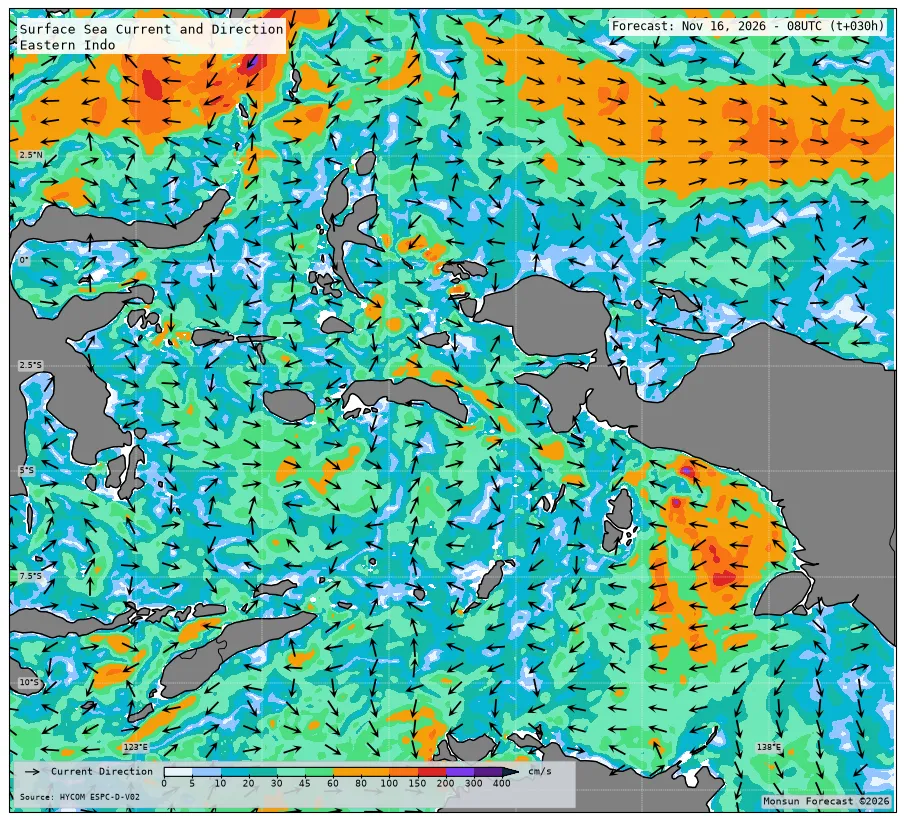 Surface Sea Current and Direction
Eastern Indo
Forecast: Nov 16, 2026 - 08UTC (t+030h)
2.5°N
0°
2.5°S
5°S
7.5°S
10°S
123°E
138°E
Current Direction
cm/s
0 5 10 20 30 45 60 80 100 150 200 300 400
Source: HYCOM ESPC-D-V02
Monsun Forecast ©2026